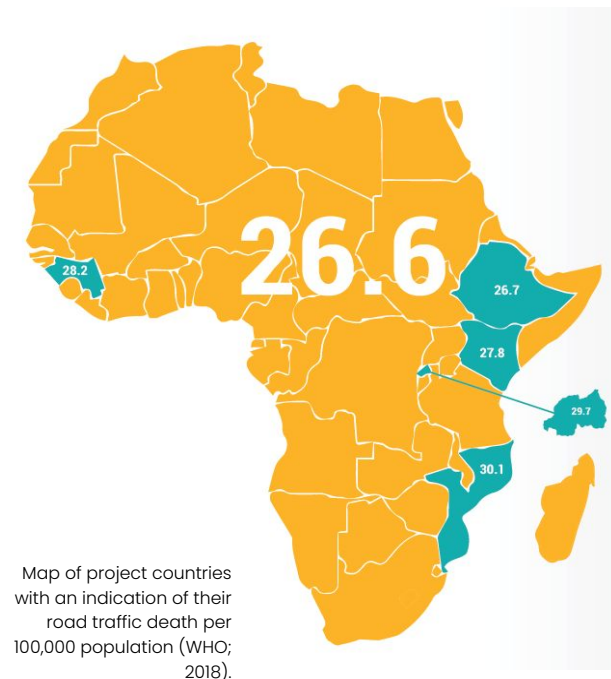 26.6
28.2
26.7
27.8
29.7
30.1
Map of project countries
with an indication of their
road traffic death per
100,000 population (WHO;
2018).